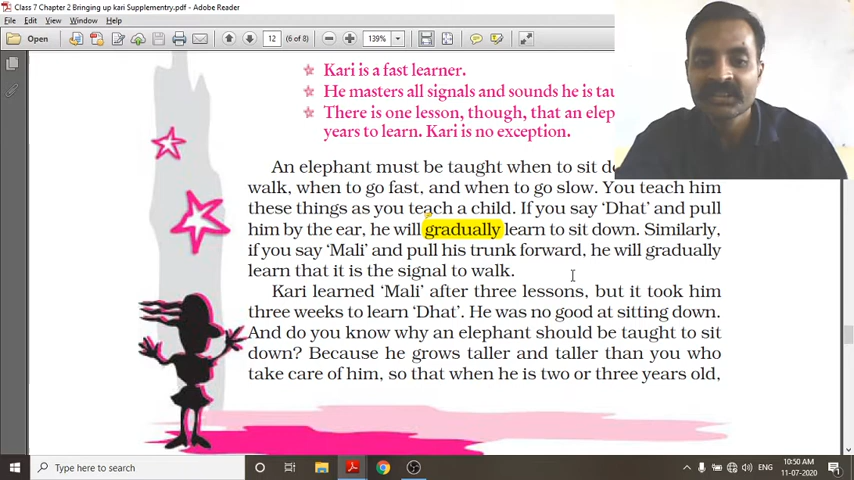 Class 7 Chapter 2 Bringing up kari Supplementry.pdf - Adobe Reader
File Edit View Window Help
Open 12 (6 of 8) 139%
Kari is a fast learner.
He masters all signals and sounds he is tau
There is one lesson, though, that an elep
years to learn. Kari is no exception.
An elephant must be taught when to sit do
walk, when to go fast, and when to go slow. You teach him
these things as you teach a child. If you say ‘Dhat’ and pull
him by the ear, he will gradually learn to sit down. Similarly,
if you say ‘Mali’ and pull his trunk forward, he will gradually
learn that it is the signal to walk.
Kari learned ‘Mali’ after three lessons, but it took him
three weeks to learn ‘Dhat’. He was no good at sitting down.
And do you know why an elephant should be taught to sit
down? Because he grows taller and taller than you who
take care of him, so that when he is two or three years old,
Type here to search
ENG
10:50 AM
11-07-2020